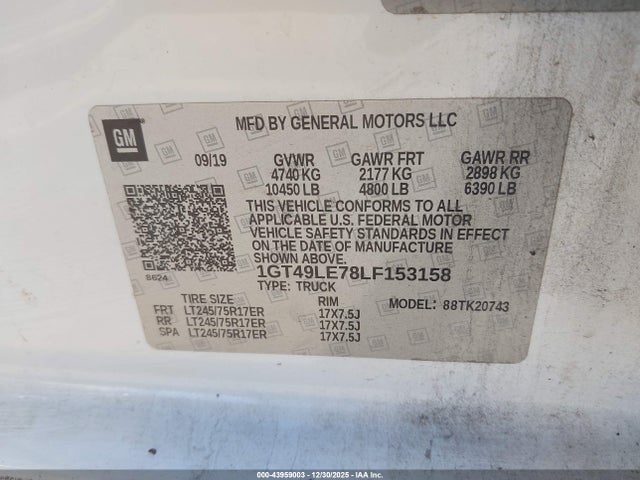 GM
MFD BY GENERAL MOTORS LLC
09/19 GVWR GAWR FRT GAWR RR
4740 KG 2177 KG 2898 KG
10450 LB 4800 LB 6390 LB
THIS VEHICLE CONFORMS TO ALL
APPLICABLE U.S. FEDERAL MOTOR
VEHICLE SAFETY STANDARDS IN EFFECT
ON THE DATE OF MANUFACTURE
SHOWN ABOVE.
8624
1GT49LE78LF153158
TYPE: TRUCK
TIRE SIZE RIM MODEL: 88TK20743
FRT LT245/75R17ER 17X7.5J
RR LT245/75R17ER 17X7.5J
SPA LT245/75R17ER 17X7.5J
000-43959003 - 12/30/2025 - IAA Inc.